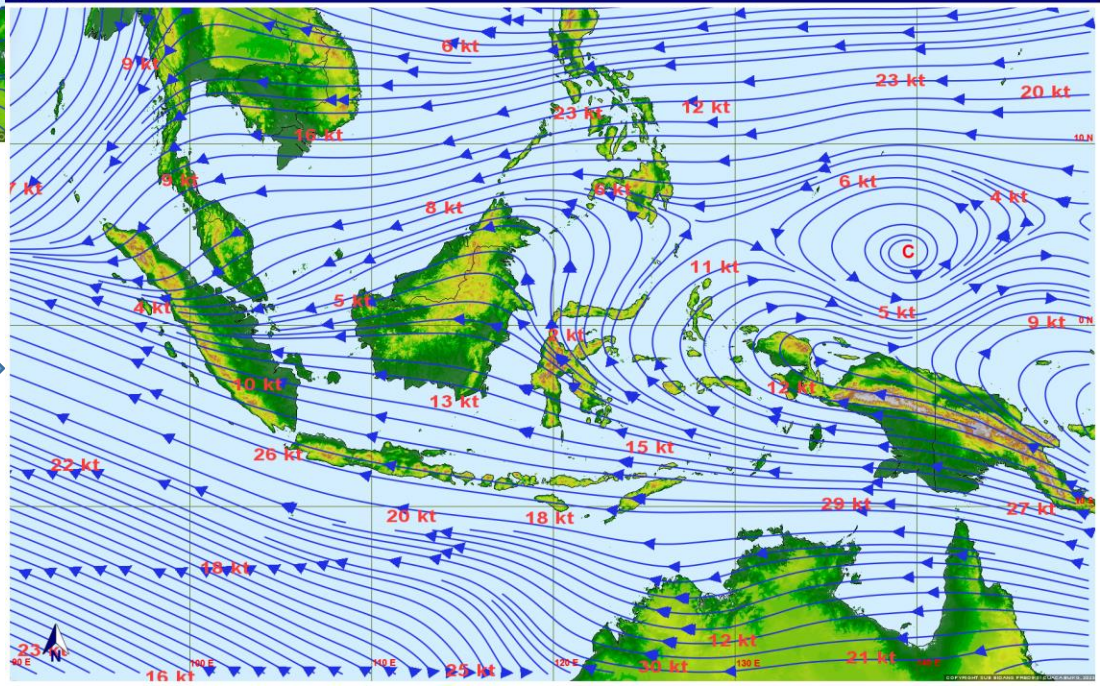 6 kt
9 kt
23 kt
20 kt
12 kt
23 kt
16 kt
10 N
9 kt
6 kt
6 kt
4 kt
7 kt
8 kt
C
11 kt
4 kt
5 kt
5 kt
9 kt
0 N
2 kt
10 kt
12 kt
13 kt
15 kt
26 kt
22 kt
29 kt
27 kt
20 kt
18 kt
18 kt
12 kt
23
N
90 E
100 E
110 E
120 E
130 E
16 kt
25 kt
30 kt
21 kt